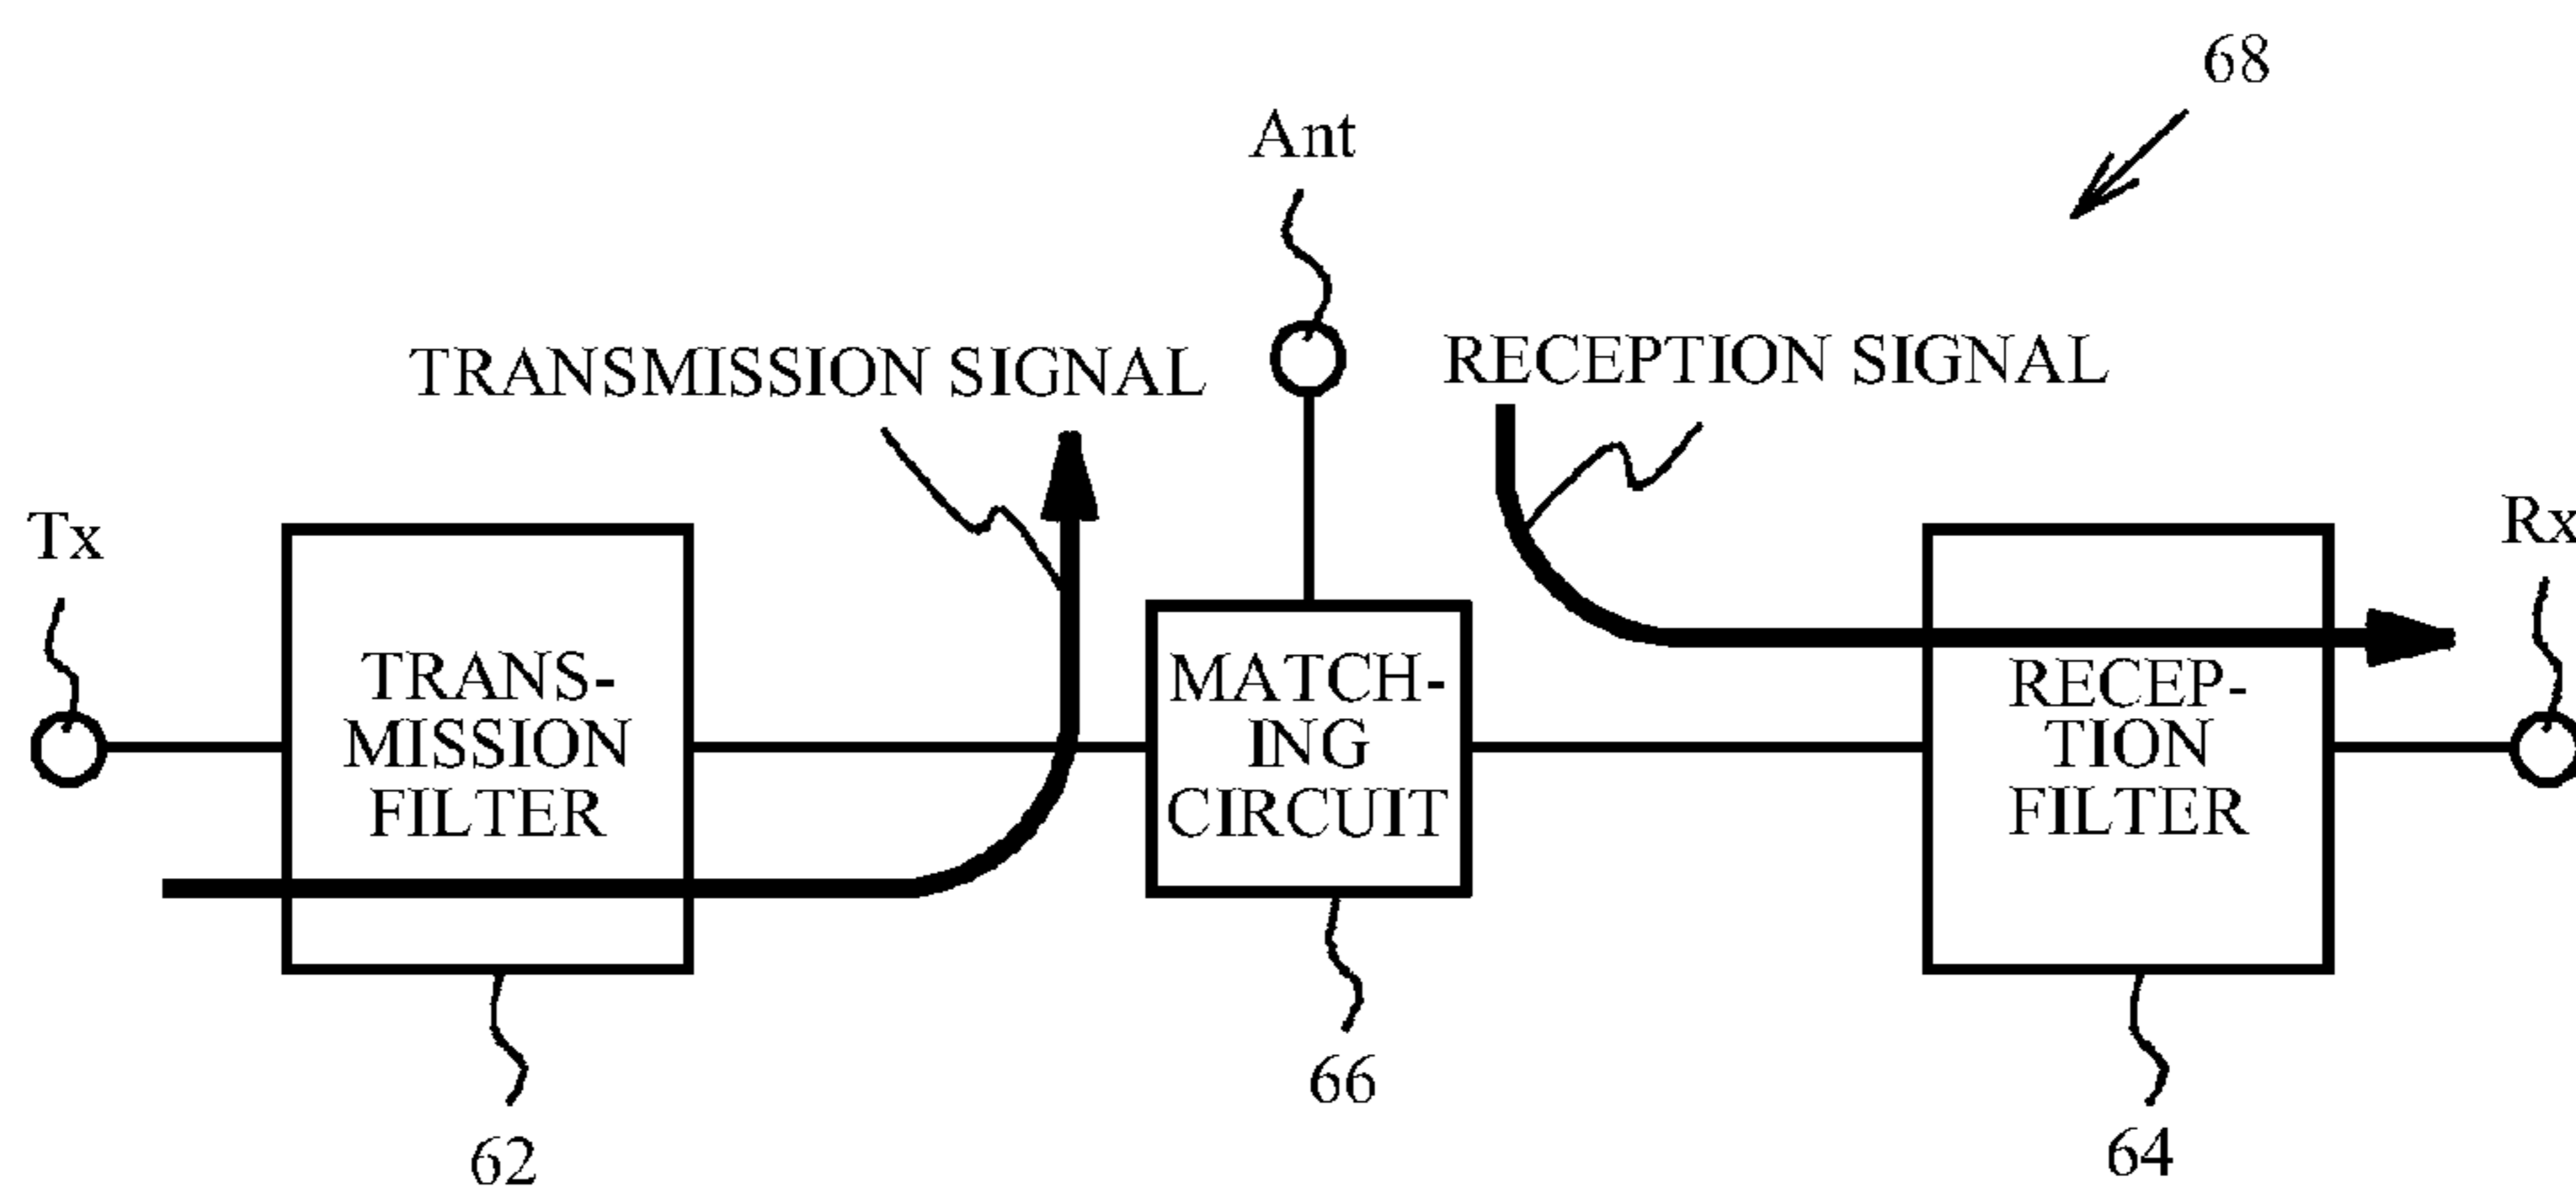 68
Ant
TRANSMISSION SIGNAL
RECEPTION SIGNAL
Tx
Rx
TRANS-
MISSION
FILTER
MATCH-
ING
CIRCUIT
RECEP-
TION
FILTER
66
62
64